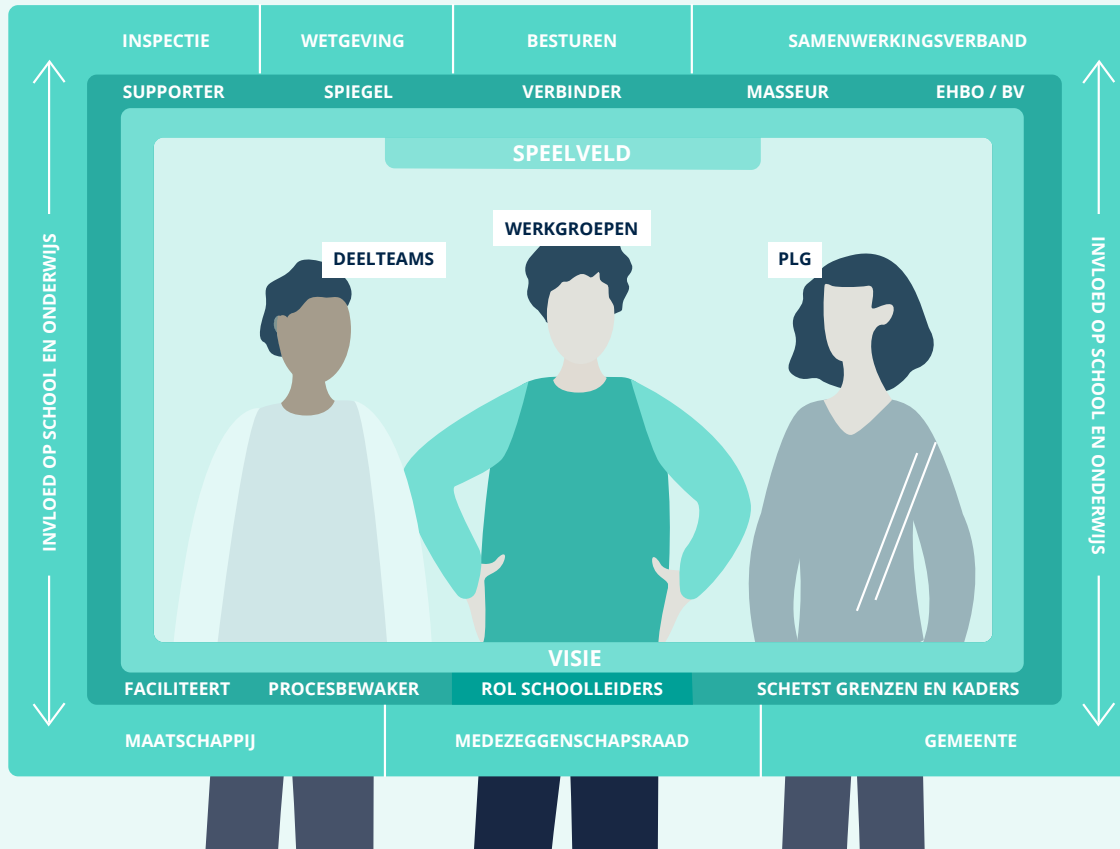 INSPECTIE
WETGEVING
BESTUREN
SAMENWERKINGSVERBAND
SUPPORTER
SPIEGEL
VERBINDER
MASSEUR
EHBO / BV
SPEELVELD
WERKGROEPEN
DEELTEAMS
PLG
INVLOED OP SCHOOL EN ONDERWIJS
INVLOED OP SCHOOL EN ONDERWIJS
VISIE
FACILITEERT
PROCESBEWAKER
ROL SCHOOLLEIDERS
SCHETST GRENZEN EN KADERS
MAATSCHAPPIJ
MEDEZEGGENSCHAPSRAAD
GEMEENTE